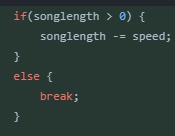 if(songlength > 0) {
    songlength -= speed;
}
else {
    break;
}